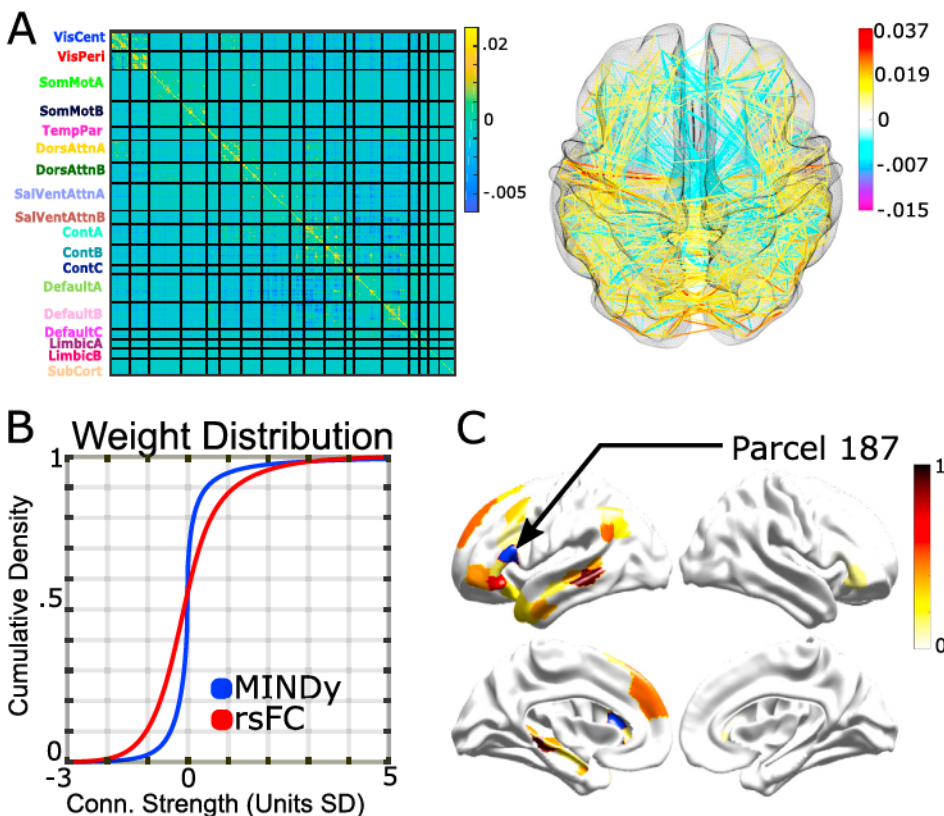 A
VisCent
VisPeri
SomMotA
SomMotB
TempPar
DorsAttnA
DorsAttnB
SalVentAttnA
SalVentAttnB
ContA
ContB
ContC
DefaultA
DefaultB
DefaultC
LimbicA
LimbicB
SubCort
.02
0
-.005
0.037
0.019
0
-.007
-.015
B
Weight Distribution
1
.5
0
Cumulative Density
MINDy
rsFC
-3
0
5
Conn. Strength (Units SD)
C
Parcel 187
1
0